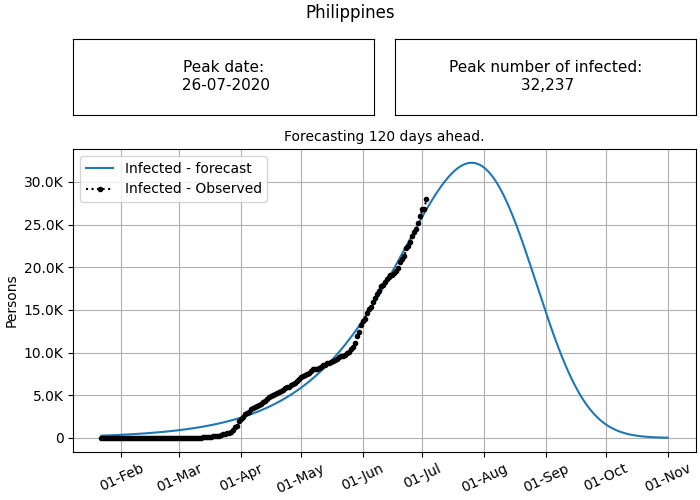 Philippines
Peak date:
26-07-2020
Peak number of infected:
32,237
Forecasting 120 days ahead.
Infected - forecast
Infected - Observed
30.0K
25.0K
20.0K
15.0K
10.0K
5.0K
0
Persons
01-Feb
01-Mar
01-Apr
01-May
01-Jun
01-Jul
01-Aug
01-Sep
01-Oct
01-Nov